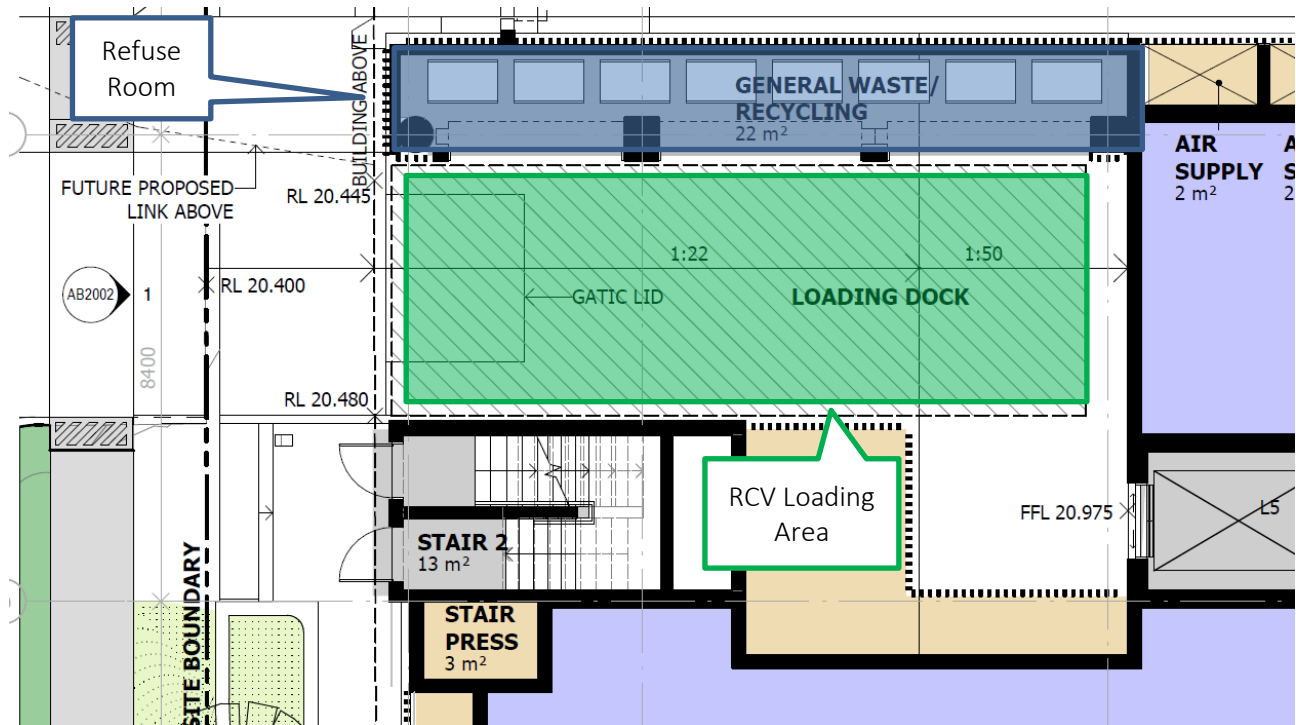 Refuse
Room
BUILDING ABOVE
GENERAL WASTE/
RECYCLING
22 m²
AIR
SUPPLY
2 m²
A
S
2
FUTURE PROPOSED
LINK ABOVE
RL 20.445
1:22
1:50
AB2002
1
RL 20.400
GATIC LID
LOADING DOCK
8400
RL 20.480
RCV Loading
Area
FFL 20.975
L5
STAIR 2
13 m²
STAIR
PRESS
3 m²
SITE BOUNDARY